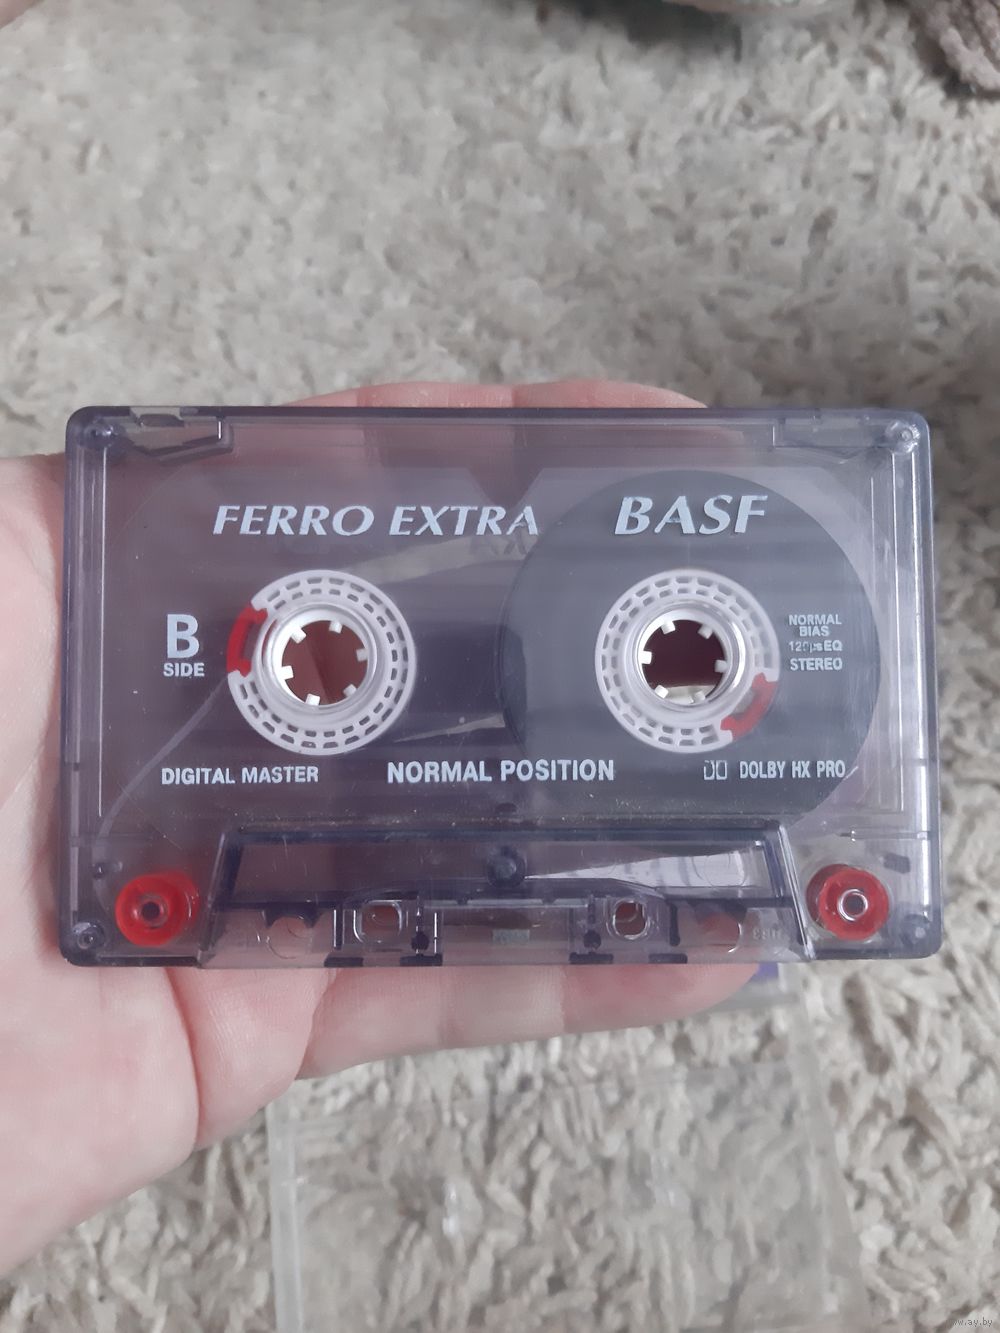 FERRO EXTRA BASF
B
SIDE
NORMAL
BIAS
120µs EQ
STEREO
DIGITAL MASTER
NORMAL POSITION
DOLBY HX PRO